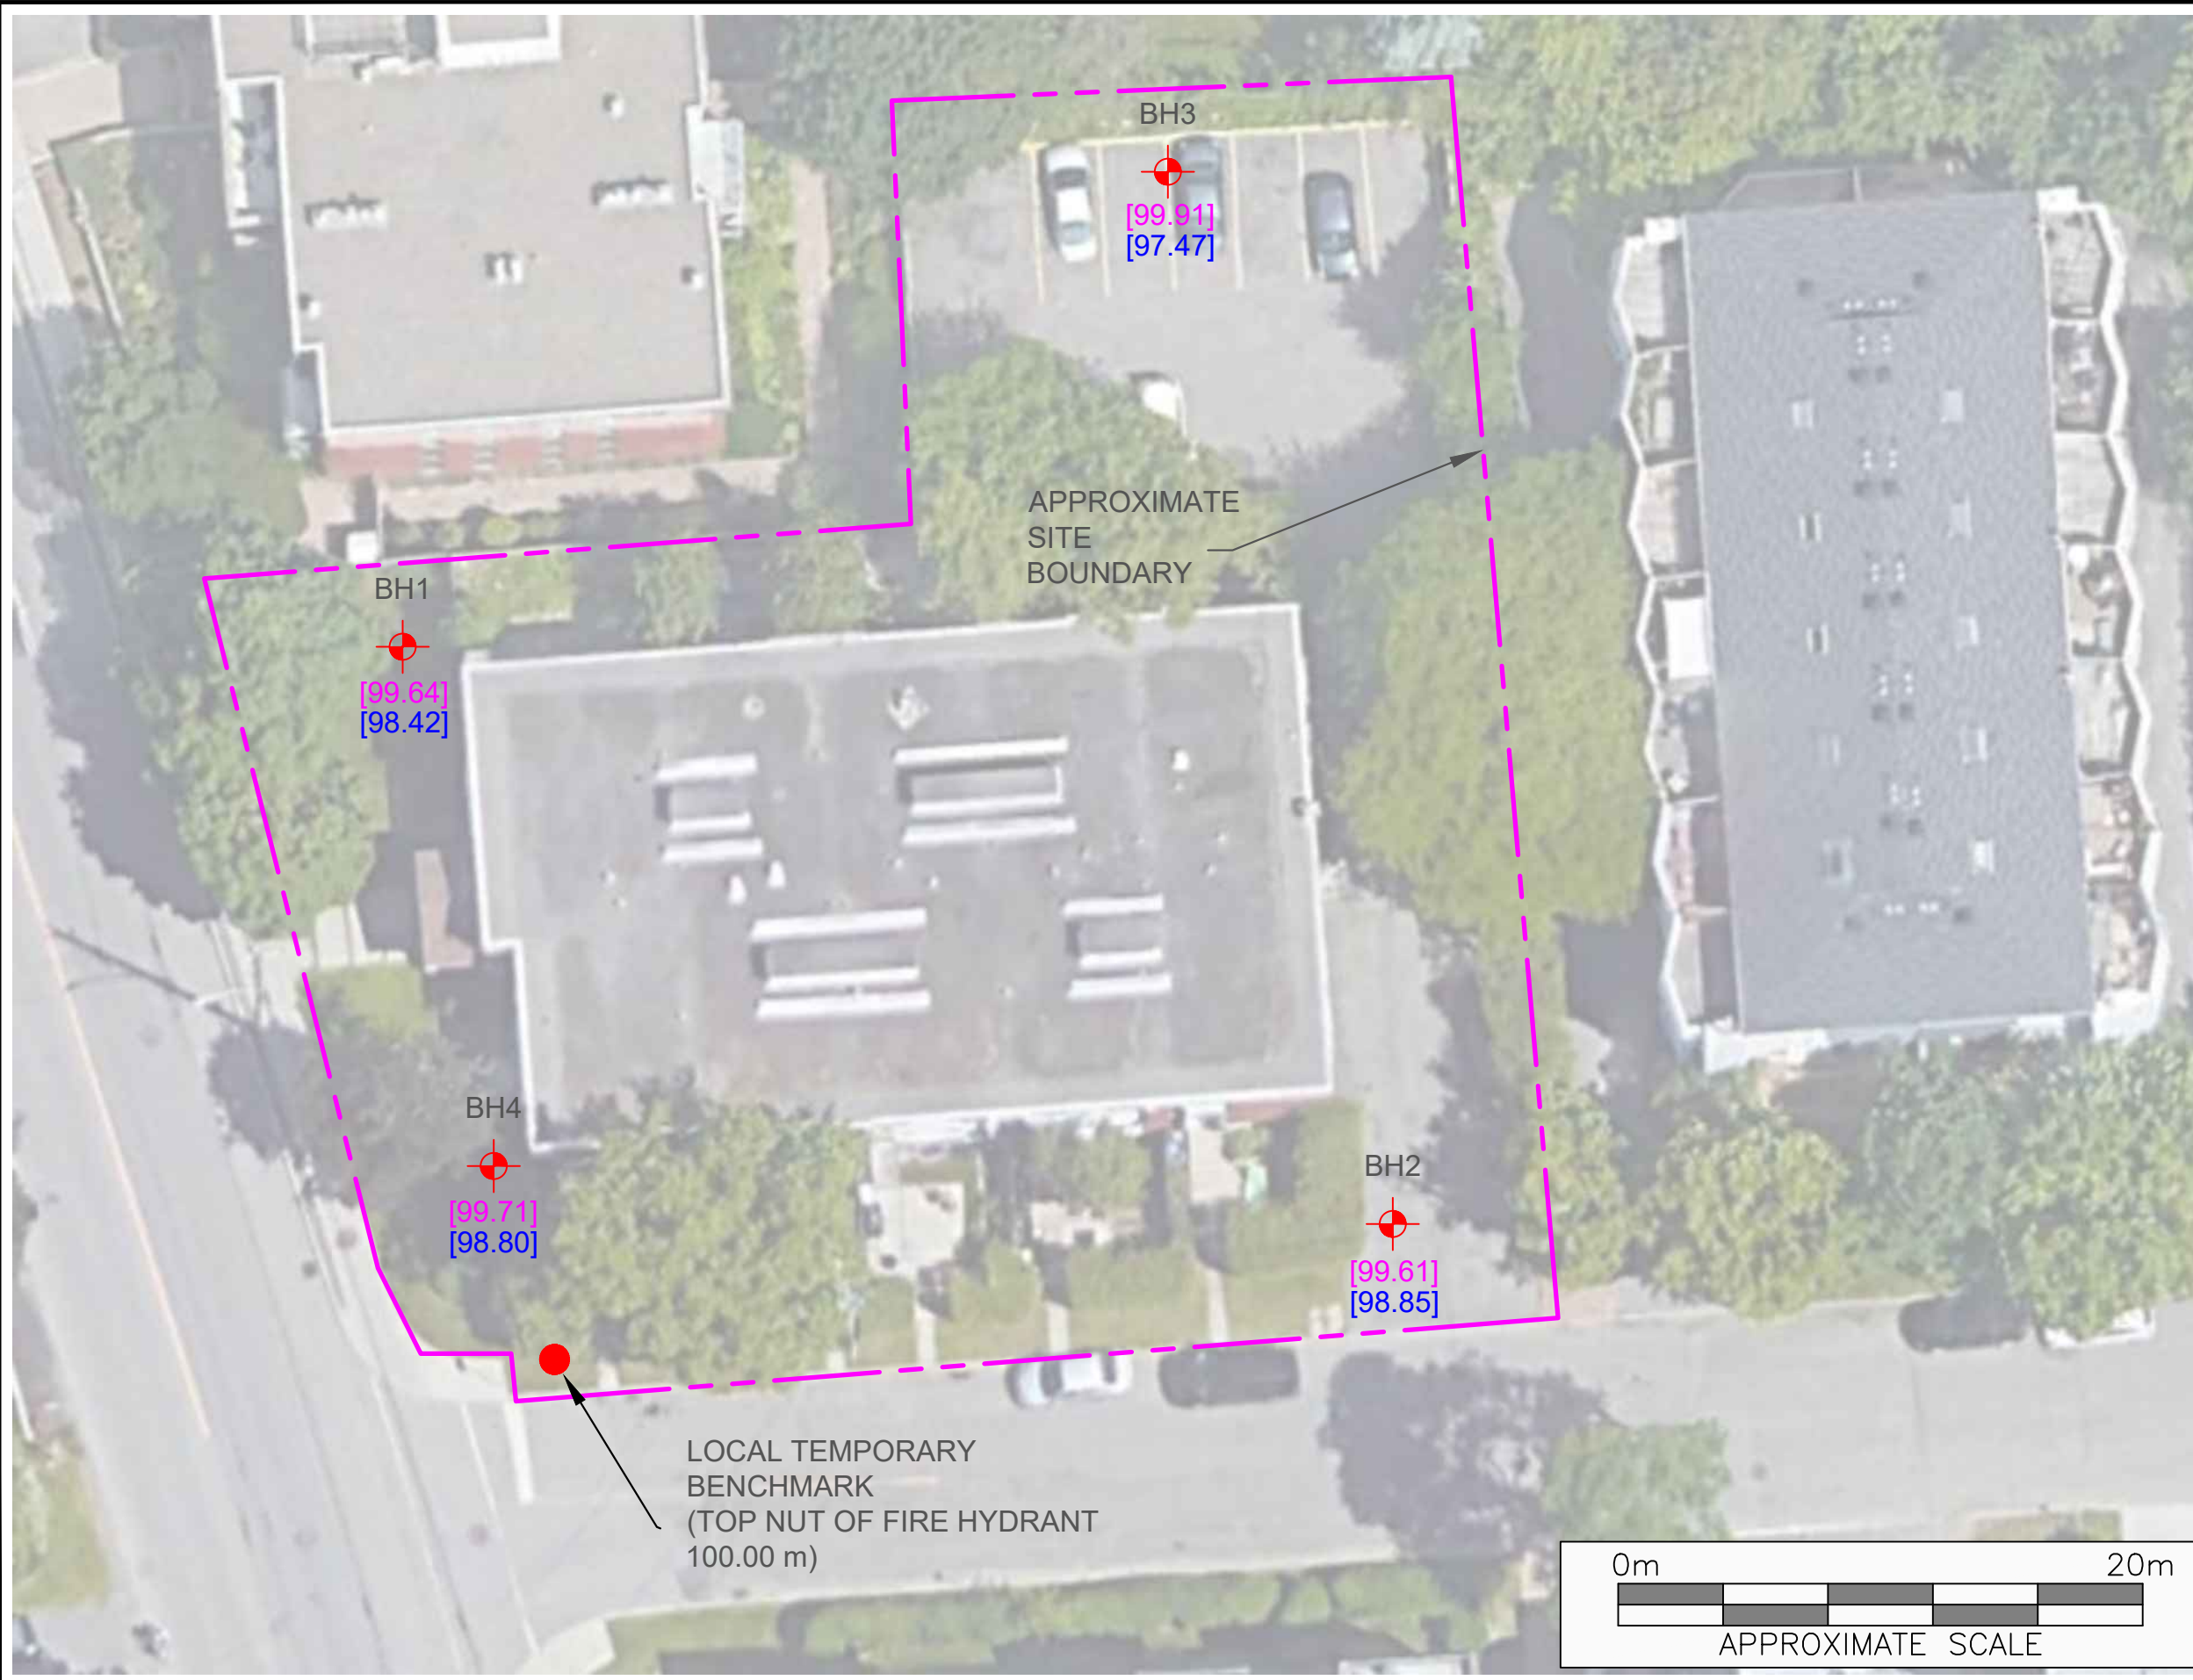 BH3
[99.91]
[97.47]
APPROXIMATE
SITE
BOUNDARY
BH1
[99.64]
[98.42]
BH4
[99.71]
[98.80]
BH2
[99.61]
[98.85]
LOCAL TEMPORARY
BENCHMARK
(TOP NUT OF FIRE HYDRANT
100.00 m)
0m 20m
APPROXIMATE SCALE